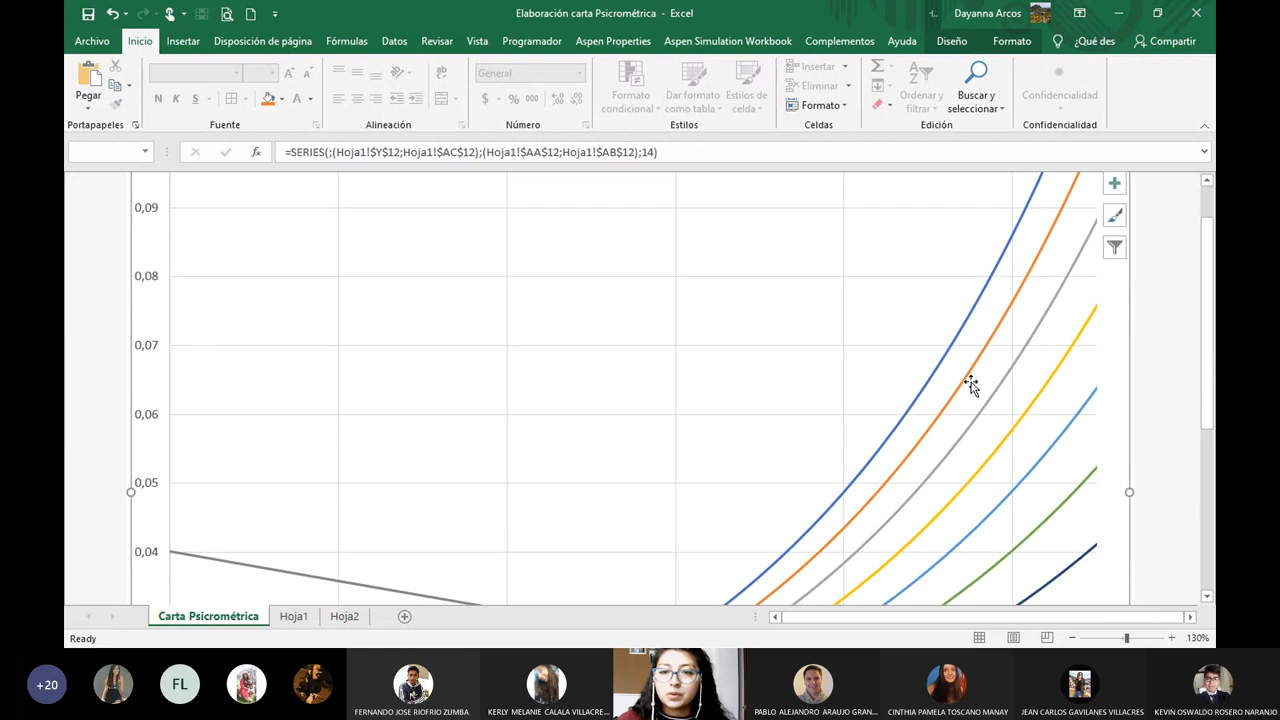 Elaboración carta Psicrométrica - Excel
Dayanna Arcos
Archivo Inicio Insertar Disposición de página Fórmulas Datos Revisar Vista Programador Aspen Properties Aspen Simulation Workbook Complementos Ayuda Diseño Formato ¿Qué des Compartir
Pegar
N K S
General
$ % 000
Formato condicional
Dar formato como tabla
Estilos de celda
Insertar
Eliminar
Formato
Ordenar y filtrar
Buscar y seleccionar
Confidencialidad
Portapapeles Fuente Alineación Número Estilos Celdas Edición Confidencialidad
fx =SERIES(;(Hoja1!$Y$12;Hoja1!$AC$12);(Hoja1!$AA$12;Hoja1!$AB$12);14)
0,09
0,08
0,07
0,06
0,05
0,04
Carta Psicrométrica Hoja1 Hoja2
Ready 130%
+20 FL
FERNANDO JOSE RIOFRIO ZUMBA KERLY MELANIE CALALA VILLACRE... PABLO ALEJANDRO ARAUJO GRAN... CINTHIA PAMELA TOSCANO MANAY JEAN CARLOS GAVILANES VILLACRES KEVIN OSWALDO ROSERO NARANJO